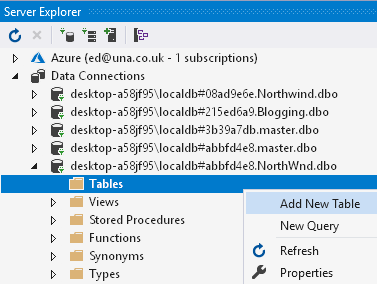 Server Explorer
Azure (ed@una.co.uk - 1 subscriptions)
Data Connections
desktop-a58jf95\localdb#08ad9e6e.Northwind.dbo
desktop-a58jf95\localdb#215ed6a9.Blogging.dbo
desktop-a58jf95\localdb#3b39a7db.master.dbo
desktop-a58jf95\localdb#abbfd4e8.master.dbo
desktop-a58jf95\localdb#abbfd4e8.NorthWnd.dbo
Tables
Views
Stored Procedures
Functions
Synonyms
Types
Add New Table
New Query
Refresh
Properties